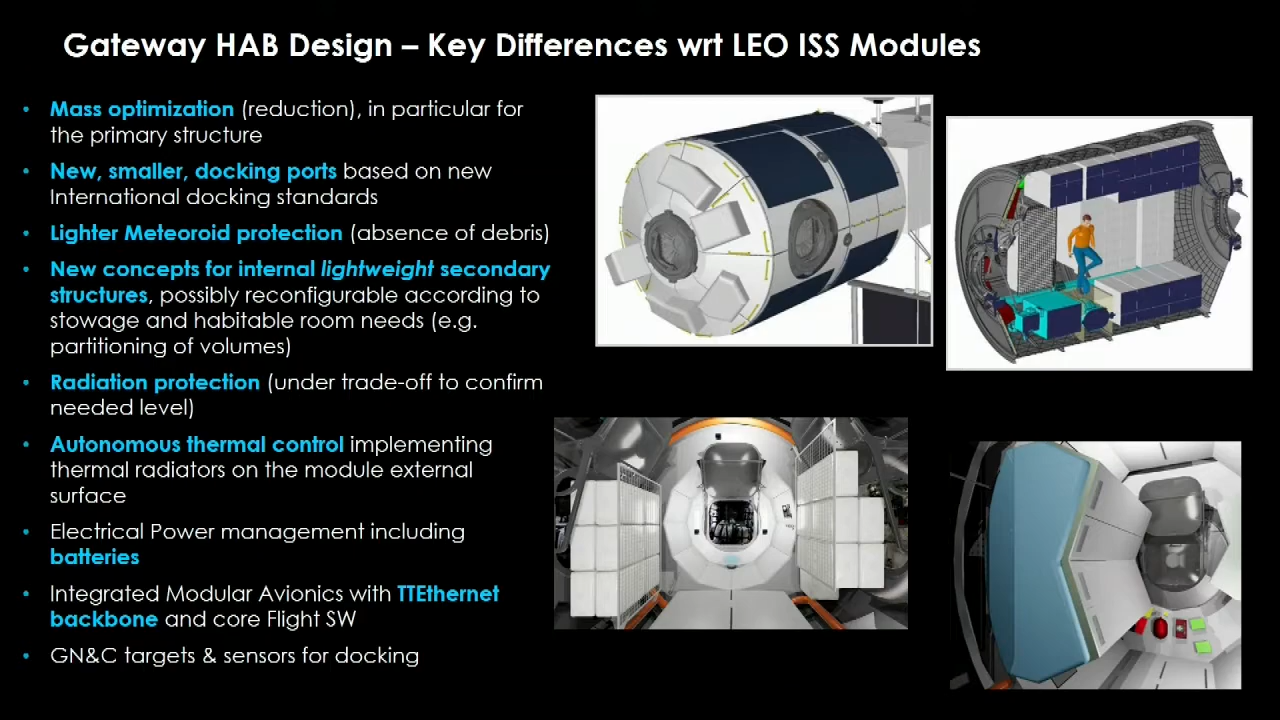 Gateway HAB Design – Key Differences wrt LEO ISS Modules
• Mass optimization (reduction), in particular for
the primary structure
• New, smaller, docking ports based on new
International docking standards
• Lighter Meteoroid protection (absence of debris)
• New concepts for internal lightweight secondary
structures, possibly reconfigurable according to
stowage and habitable room needs (e.g.
partitioning of volumes)
• Radiation protection (under trade-off to confirm
needed level)
• Autonomous thermal control implementing
thermal radiators on the module external
surface
• Electrical Power management including
batteries
• Integrated Modular Avionics with TTEthernet
backbone and core Flight SW
• GN&C targets & sensors for docking